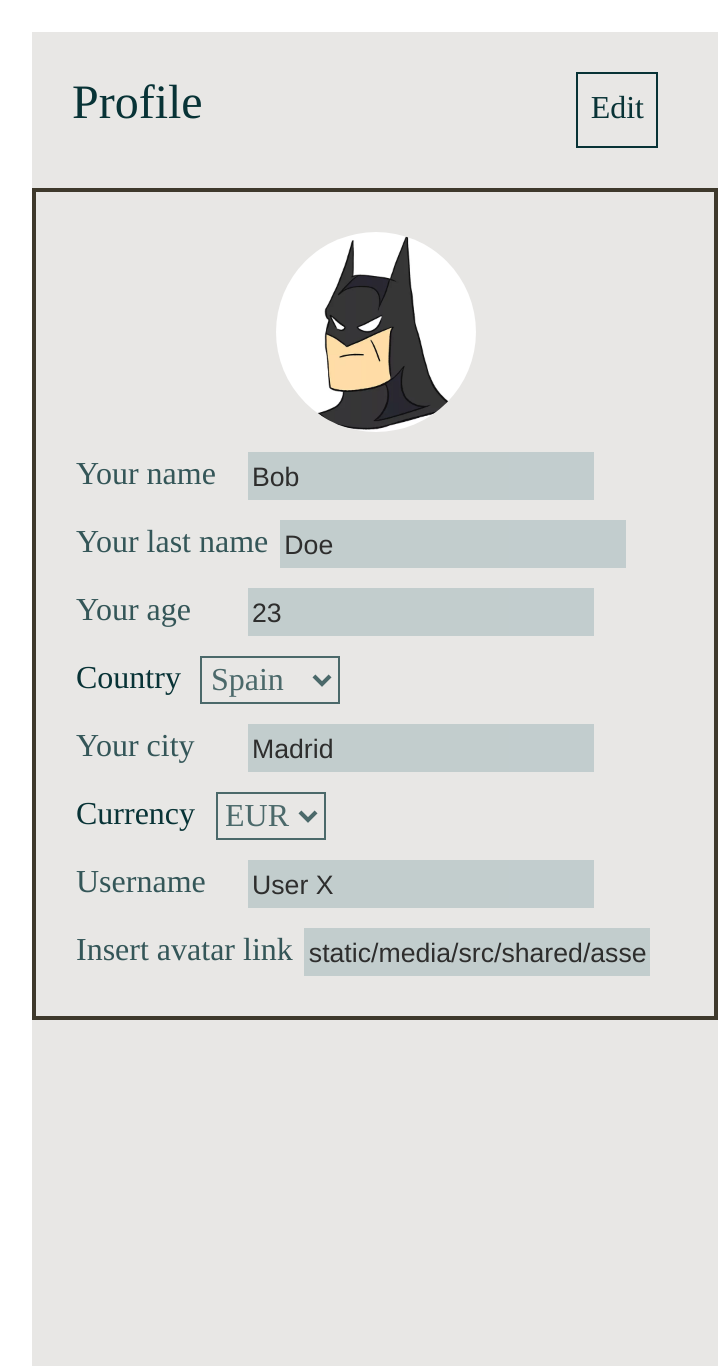 Profile
Edit
Your name Bob
Your last name Doe
Your age 23
Country Spain
Your city Madrid
Currency EUR
Username User X
Insert avatar link static/media/src/shared/asse